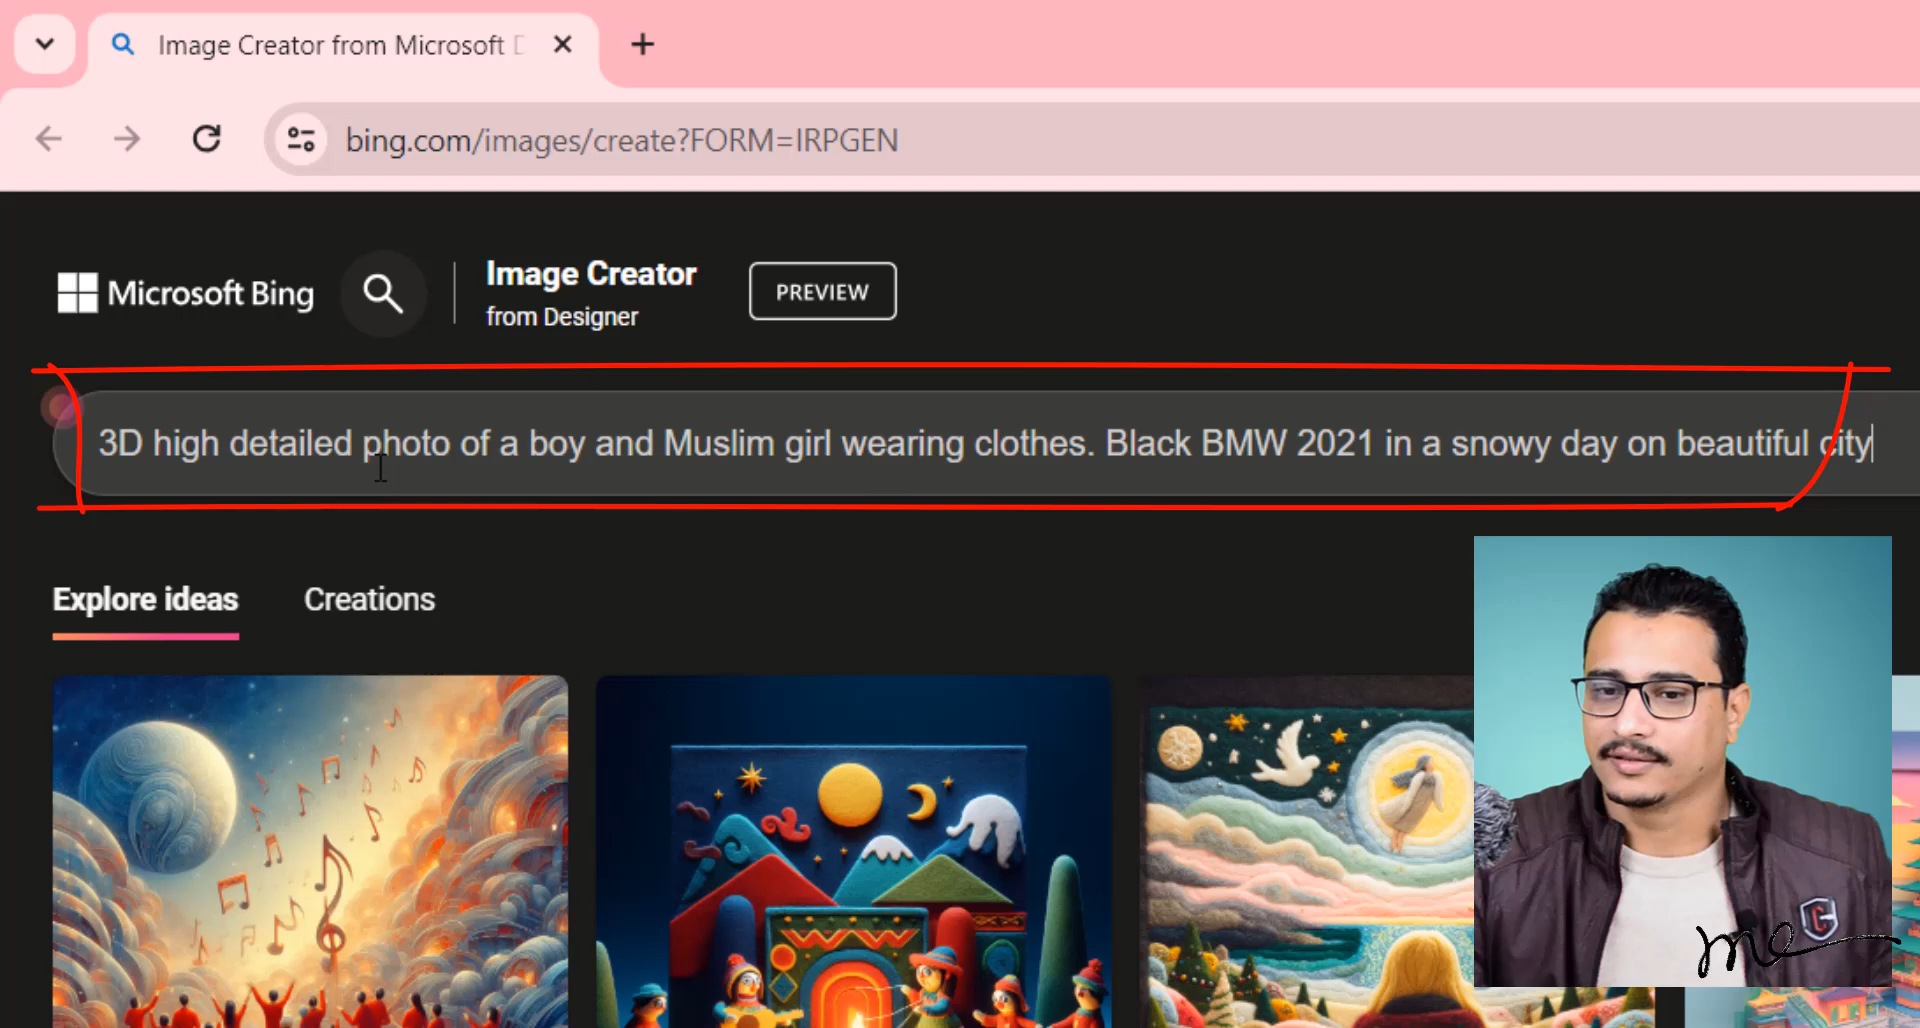 Image Creator from Microsoft
bing.com/images/create?FORM=IRPGEN
Microsoft Bing
Image Creator
from Designer
PREVIEW
3D high detailed photo of a boy and Muslim girl wearing clothes. Black BMW 2021 in a snowy day on beautiful city
Explore ideas
Creations
me